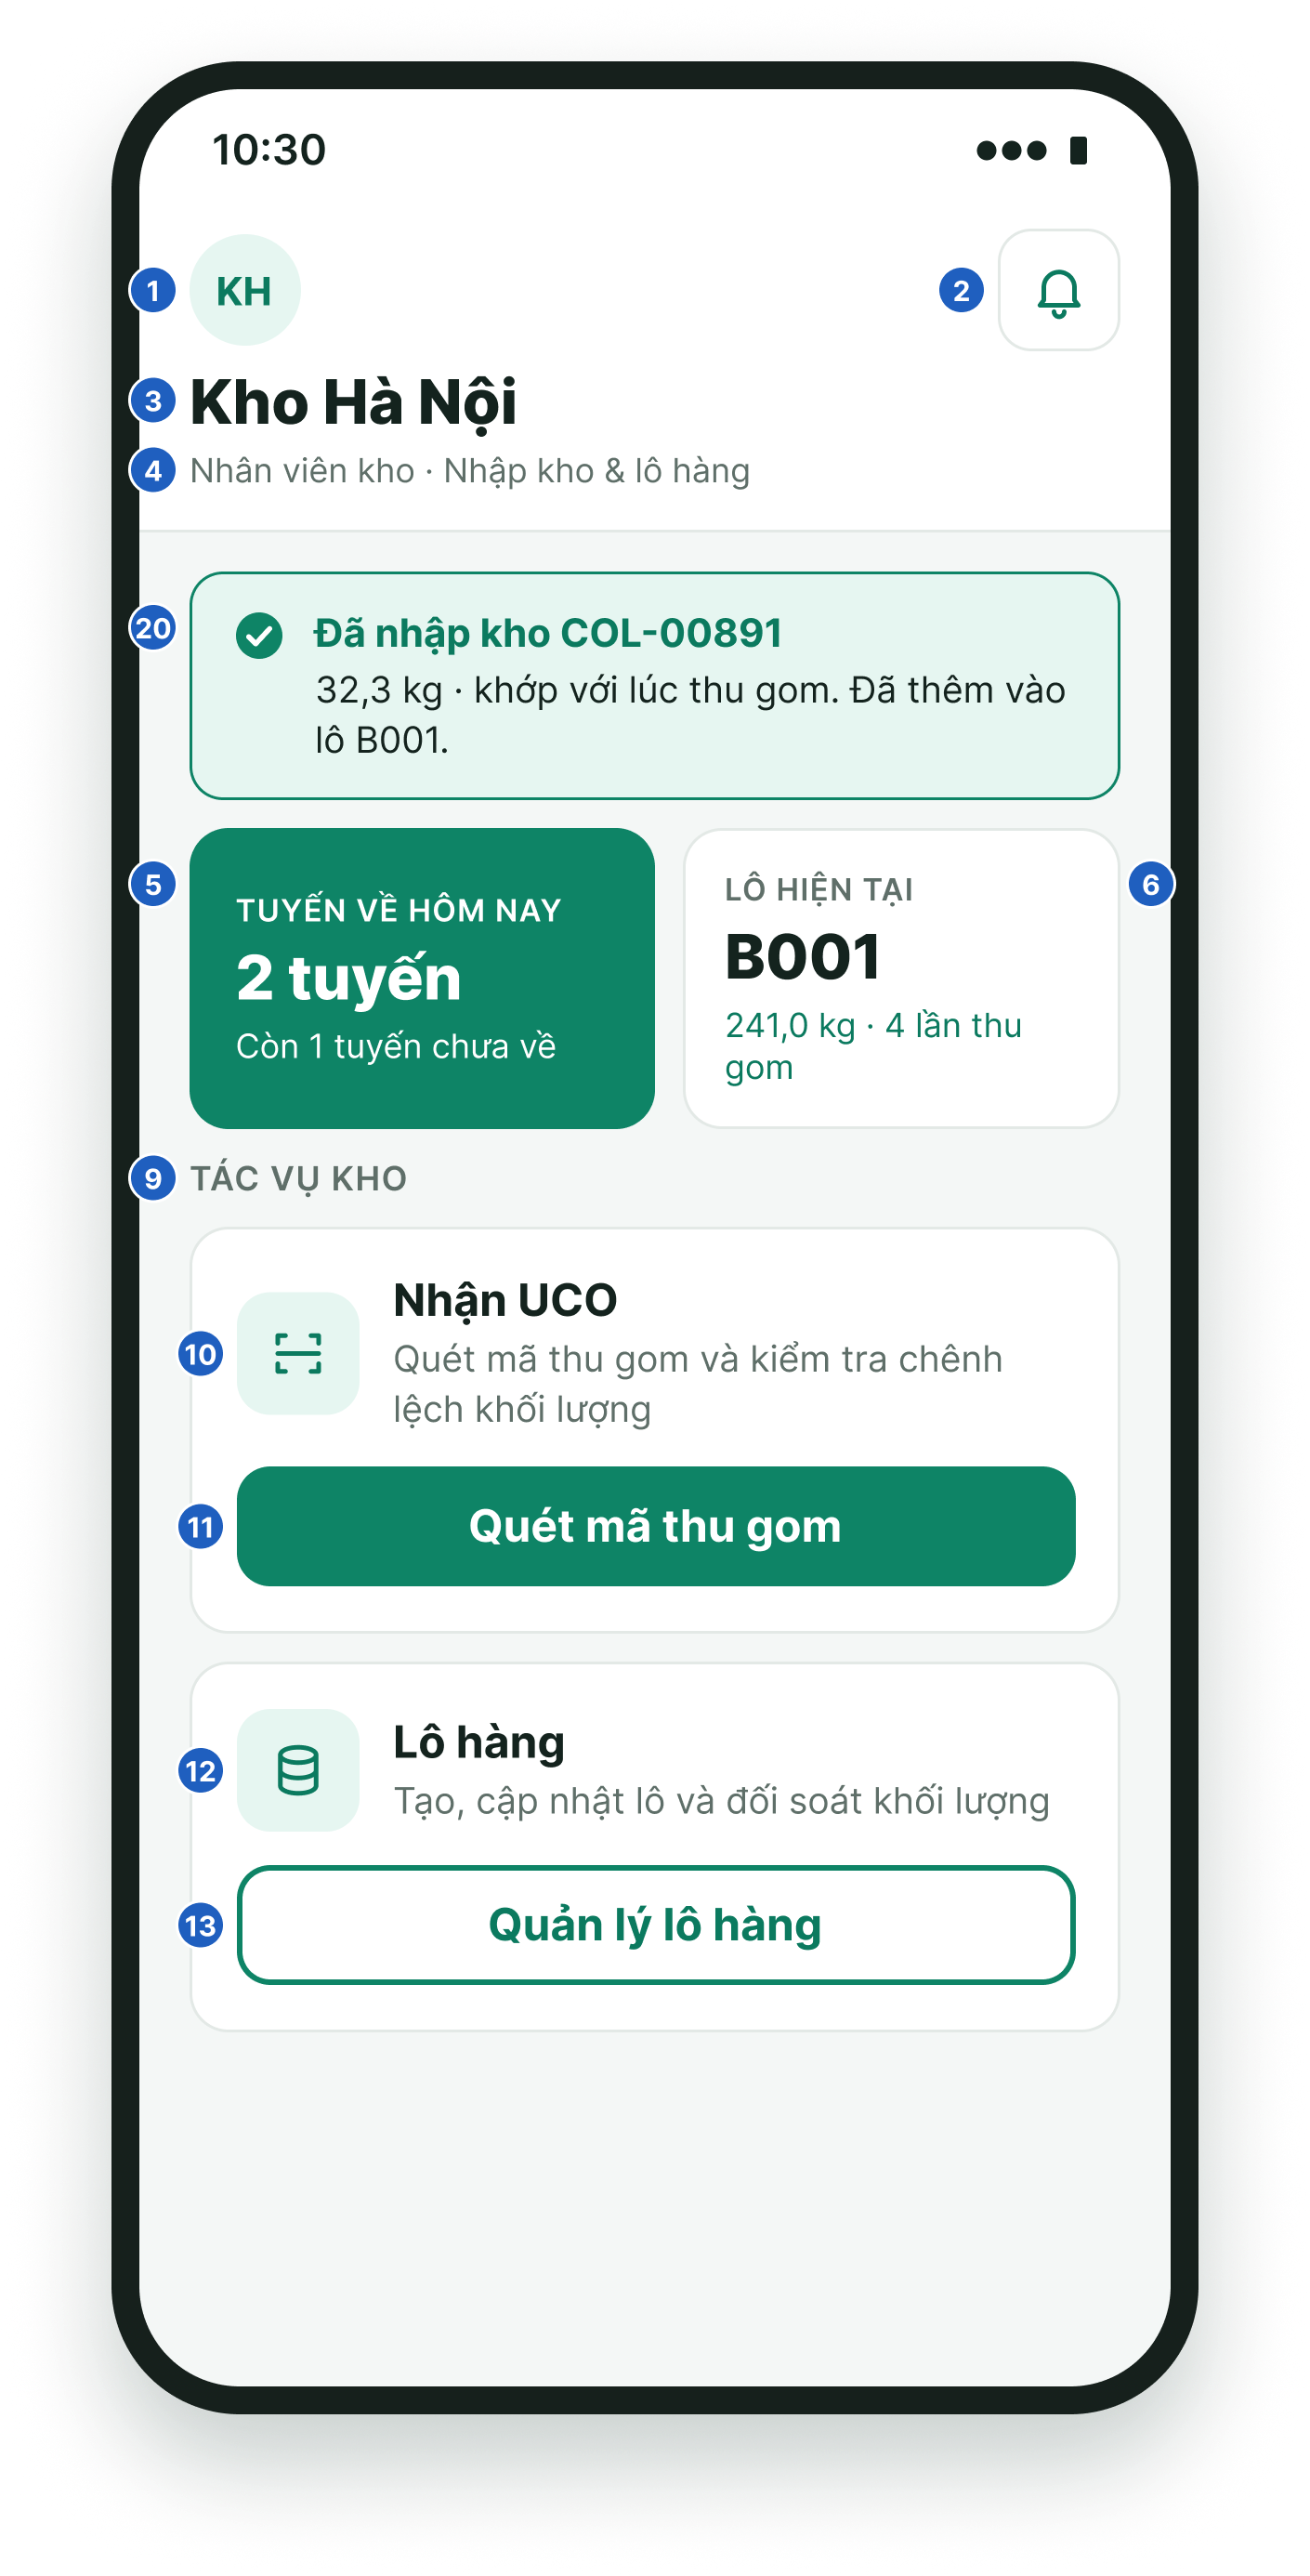 10:30
1
KH
2
3
Kho Hà Nội
4
Nhân viên kho · Nhập kho & lô hàng
20
Đã nhập kho COL-00891
32,3 kg · khớp với lúc thu gom. Đã thêm vào
lô B001.
5
TUYẾN VỀ HÔM NAY
2 tuyến
Còn 1 tuyến chưa về
6
LÔ HIỆN TẠI
B001
241,0 kg · 4 lần thu
gom
9
TÁC VỤ KHO
10
Nhận UCO
Quét mã thu gom và kiểm tra chênh
lệch khối lượng
11
Quét mã thu gom
12
Lô hàng
Tạo, cập nhật lô và đối soát khối lượng
13
Quản lý lô hàng